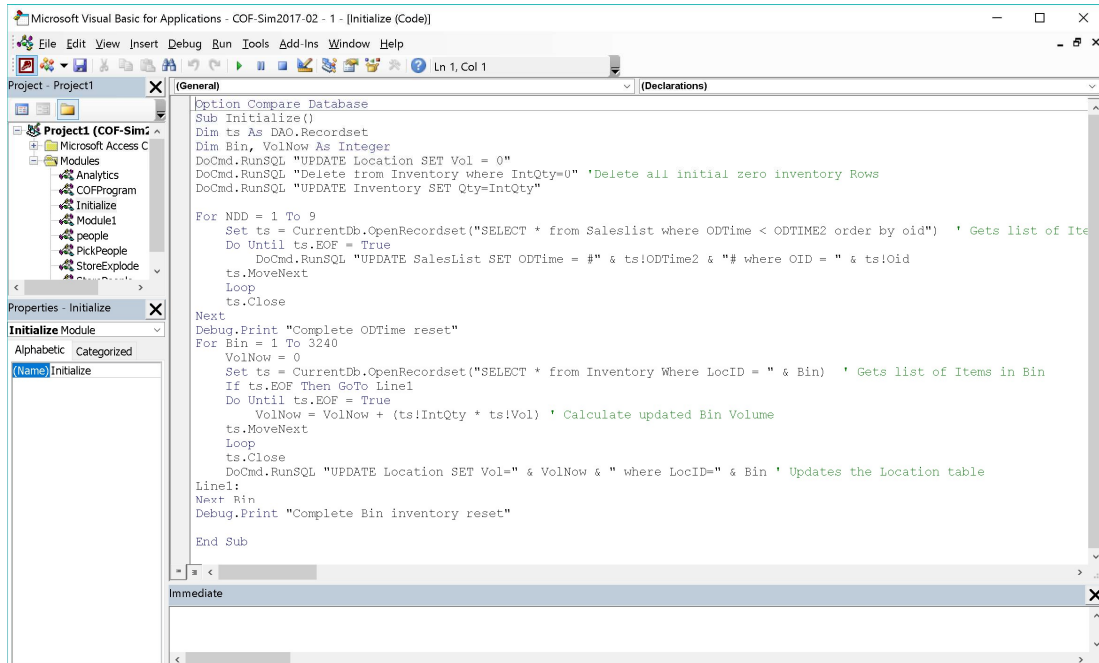 Microsoft Visual Basic for Applications - COF-Sim2017-02 - 1 - [Initialize (Code)]
File Edit View Insert Debug Run Tools Add-Ins Window Help
Ln 1, Col 1
Project - Project1
(General)
(Declarations)
Project1 (COF-Sim2
Microsoft Access C
Modules
Analytics
COFProgram
Initialize
Module1
people
PickPeople
StoreExplode
Properties - Initialize
Initialize Module
Alphabetic Categorized
(Name) Initialize
Option Compare Database
Sub Initialize()
Dim ts As DAO.Recordset
Dim Bin, VolNow As Integer
DoCmd.RunSQL "UPDATE Location SET Vol = 0"
DoCmd.RunSQL "Delete from Inventory where IntQty=0" 'Delete all initial zero inventory Rows
DoCmd.RunSQL "UPDATE Inventory SET Qty=IntQty"
For NDD = 1 To 9
Set ts = CurrentDb.OpenRecordset("SELECT * from Saleslist where ODTime < ODTIME2 order by oid") ' Gets list of Ite
Do Until ts.EOF = True
DoCmd.RunSQL "UPDATE SalesList SET ODTime = #" & ts!ODTime2 & "# where OID = " & ts!Oid
ts.MoveNext
Loop
ts.Close
Next
Debug.Print "Complete ODTime reset"
For Bin = 1 To 3240
VolNow = 0
Set ts = CurrentDb.OpenRecordset("SELECT * from Inventory Where LocID = " & Bin) ' Gets list of Items in Bin
If ts.EOF Then GoTo Line1
Do Until ts.EOF = True
VolNow = VolNow + (ts!IntQty * ts!Vol) ' Calculate updated Bin Volume
ts.MoveNext
Loop
ts.Close
DoCmd.RunSQL "UPDATE Location SET Vol=" & VolNow & " where LocID=" & Bin ' Updates the Location table
Line1:
Next Bin
Debug.Print "Complete Bin inventory reset"
End Sub
Immediate